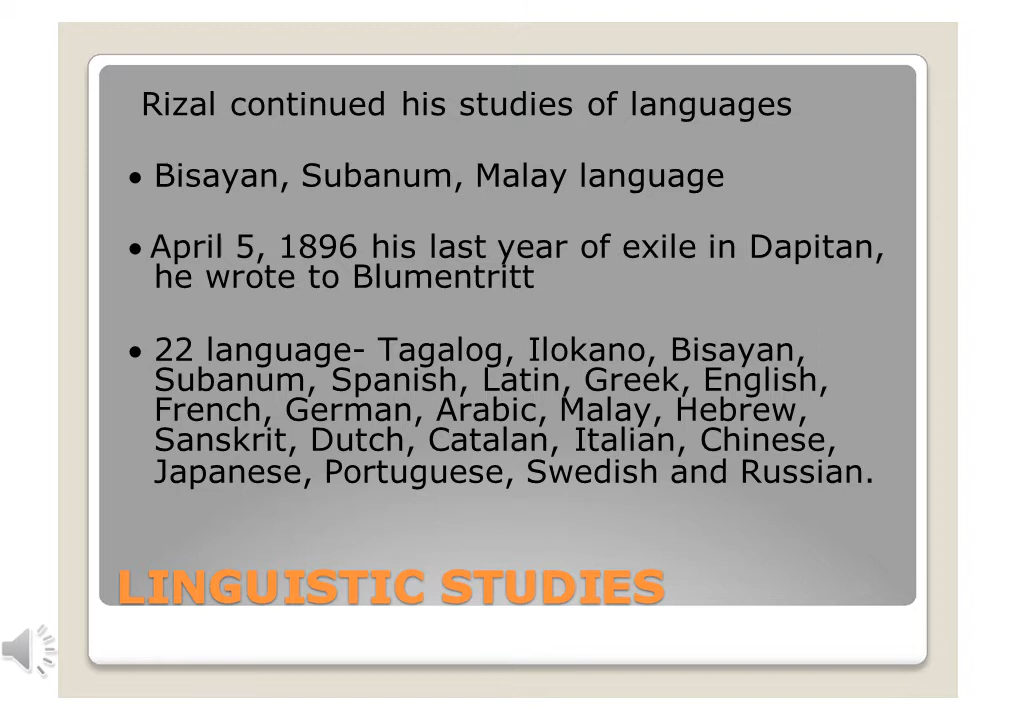 Rizal continued his studies of languages
• Bisayan, Subanum, Malay language
• April 5, 1896 his last year of exile in Dapitan,
he wrote to Blumentritt
• 22 language- Tagalog, Ilokano, Bisayan,
Subanum, Spanish, Latin, Greek, English,
French, German, Arabic, Malay, Hebrew,
Sanskrit, Dutch, Catalan, Italian, Chinese,
Japanese, Portuguese, Swedish and Russian.
LINGUISTIC STUDIES